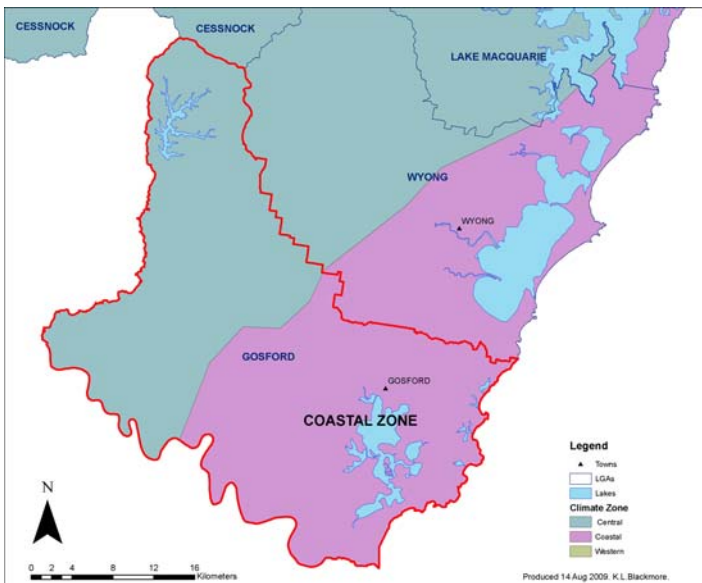 CESSNOCK
CESSNOCK
LAKE MACQUARIE
WYONG
WYONG
GOSFORD
GOSFORD
COASTAL ZONE
Legend
Towns
LGAs
Lakes
Climate Zone
Central
Coastal
Western
N
0 2 4 8 12 16
Kilometers
Produced 14 Aug 2009. K.L.Blackmore.